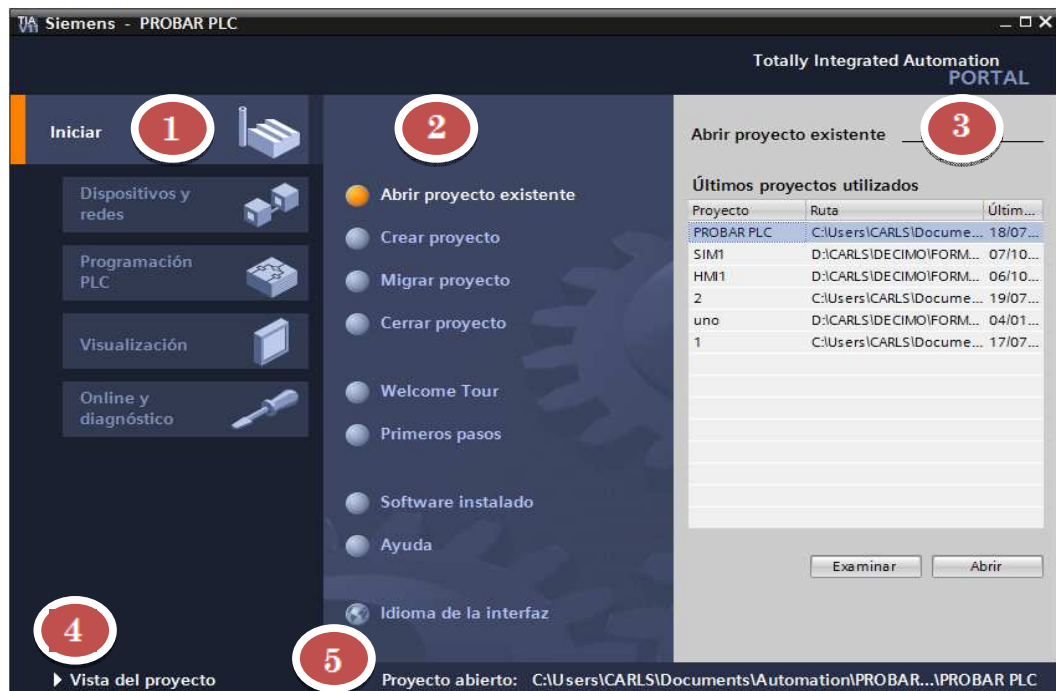 TIA V11 Siemens - PROBAR PLC
Totally Integrated Automation
PORTAL
Iniciar
1
Dispositivos y
redes
Programación
PLC
Visualización
Online y
diagnóstico
4
Vista del proyecto
2
Abrir proyecto existente
Crear proyecto
Migrar proyecto
Cerrar proyecto
Welcome Tour
Primeros pasos
Software instalado
Ayuda
Idioma de la interfaz
3
Abrir proyecto existente
Últimos proyectos utilizados
Proyecto Ruta Últim...
PROBAR PLC C:\Users\CARLS\Docume... 18/07...
SIM1 D:\CARLS\DECIMO\FORM... 07/10...
HMI1 D:\CARLS\DECIMO\FORM... 06/10...
2 C:\Users\CARLS\Docume... 19/07...
uno D:\CARLS\DECIMO\FORM... 04/01...
1 C:\Users\CARLS\Docume... 17/07...
Examinar Abrir
5
Proyecto abierto: C:\Users\CARLS\Documents\Automation\PROBAR...\PROBAR PLC